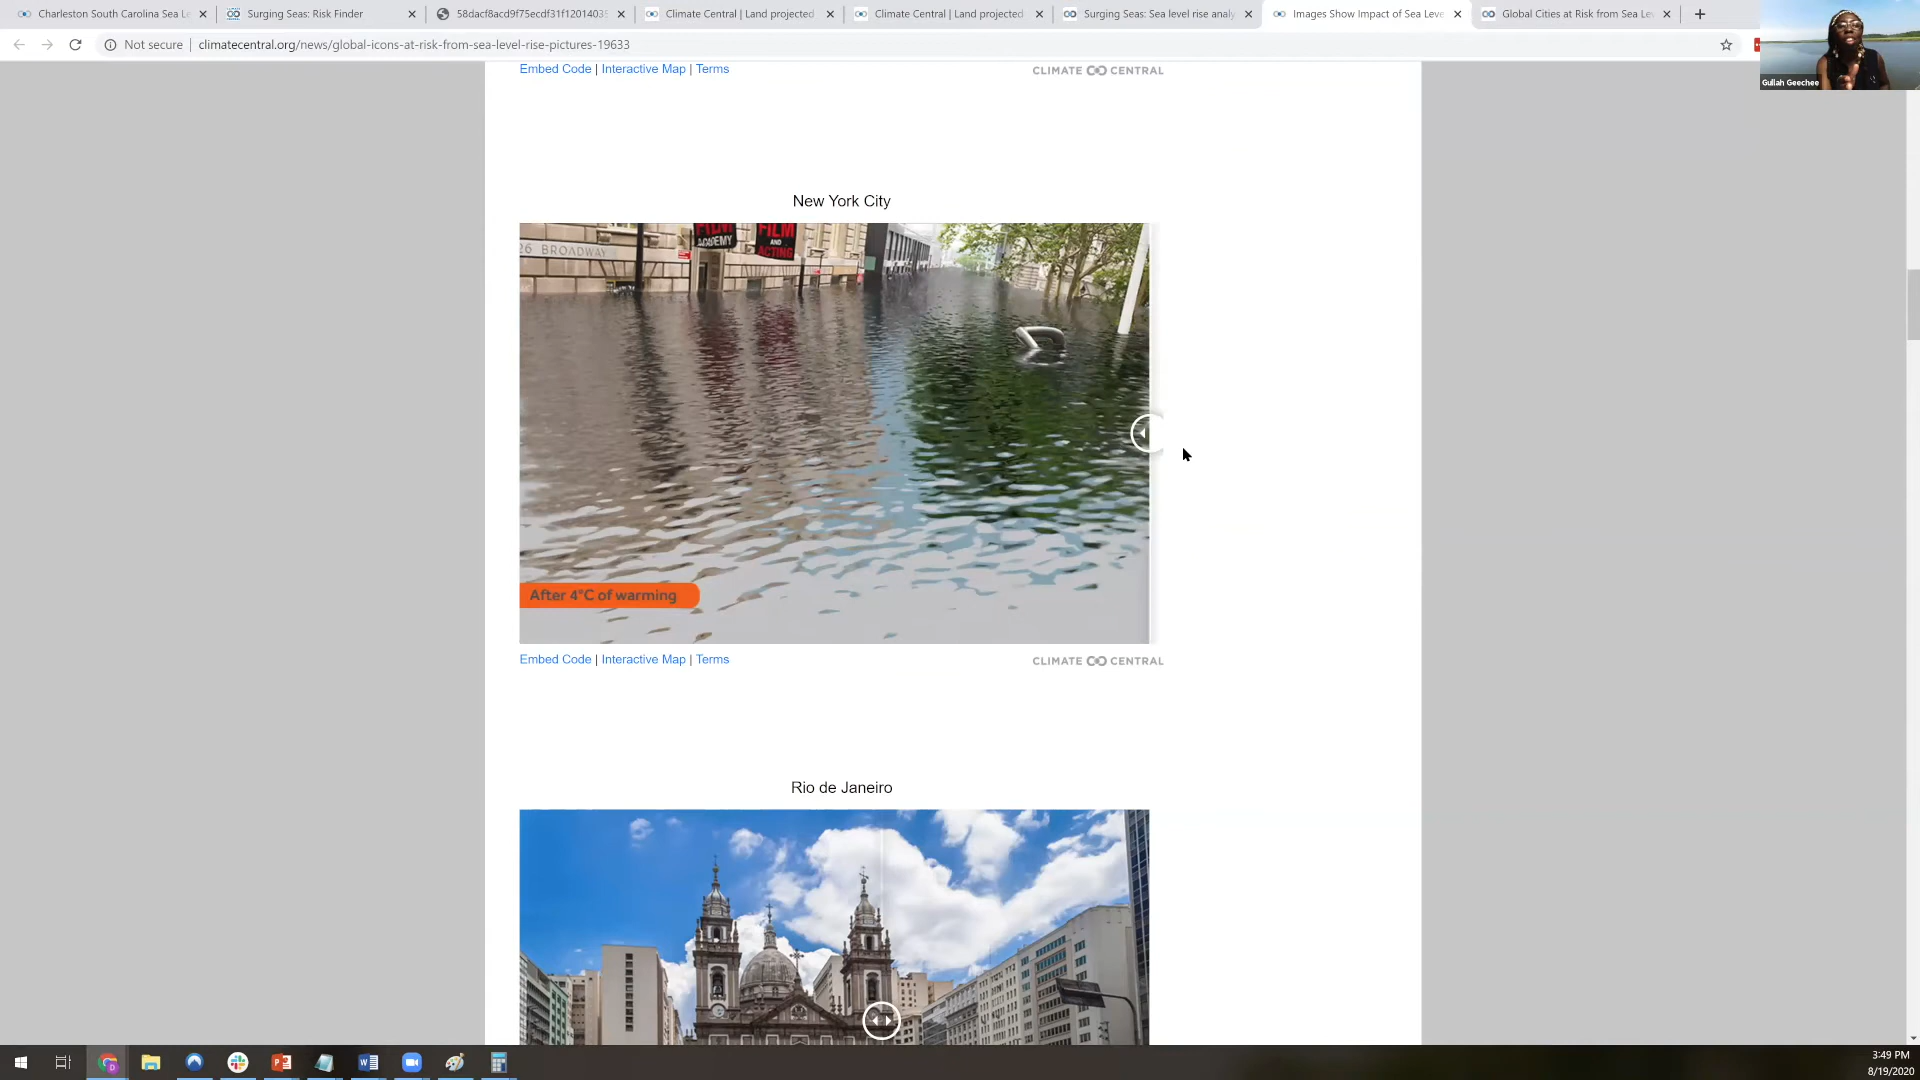 Charleston South Carolina Sea Le
Surging Seas: Risk Finder
58dacf8acd9f75ecdf31f12014035
Climate Central | Land projected
Climate Central | Land projected
Surging Seas: Sea level rise analy
Images Show Impact of Sea Leve
Global Cities at Risk from Sea Lev
Not secure
climatecentral.org/news/global-icons-at-risk-from-sea-level-rise-pictures-19633
Gullah Geechee
Embed Code | Interactive Map | Terms
CLIMATE CENTRAL
New York City
26 BROADWAY
FILM
ACADEMY
FILM
AND
ACTING
After 4°C of warming
Embed Code | Interactive Map | Terms
CLIMATE CENTRAL
Rio de Janeiro
3:49 PM
8/19/2020